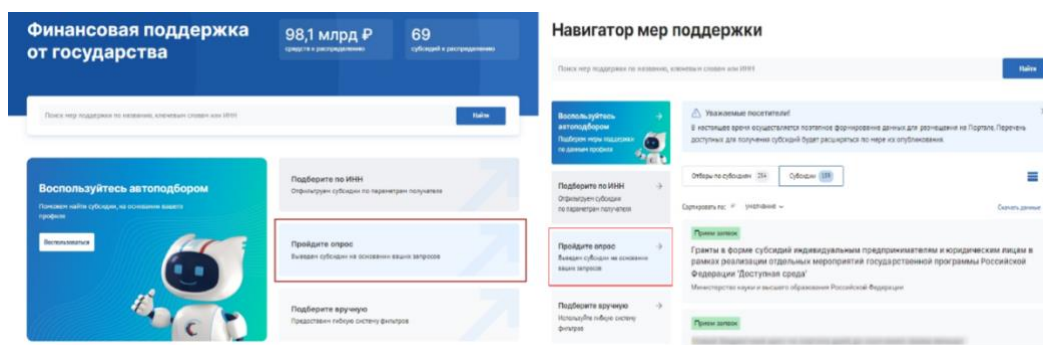 Финансовая поддержка
от государства
98,1 млрд ₽
средств к распределению
69
субсидий к распределению
Поиск мер поддержки по названию, ключевым словам или ИНН
Найти
Воспользуйтесь автоподбором
Поможем найти субсидии, на основании вашего
профиля
Воспользоваться
Подберите по ИНН
Отфильтруем субсидии по параметрам получателя
Пройдите опрос
Выведем субсидии на основании ваших запросов
Подберите вручную
Предоставим гибкую систему фильтров
Навигатор мер поддержки
Поиск мер поддержки по названию, ключевым словам или ИНН
Найти
Воспользуйтесь
автоподбором
Подберем меры поддержки
по данным профиля
Подберите по ИНН
Отфильтруем субсидии
по параметрам получателя
Пройдите опрос
Выведем субсидии на основании
ваших запросов
Подберите вручную
Используйте гибкую систему
фильтров
Уважаемые посетители!
В настоящее время осуществляется поэтапное формирование данных для размещения на Портале. Перечень
доступных для получения субсидий будет расширяться по мере их опубликования.
Отборы по субсидиям 254
Субсидии
Сортировать по:
умолчанию
Скачать данные
Прием заявок
Гранты в форме субсидий индивидуальным предпринимателям и юридическим лицам в
рамках реализации отдельных мероприятий государственной программы Российской
Федерации "Доступная среда"
Министерство науки и высшего образования Российской Федерации
Прием заявок